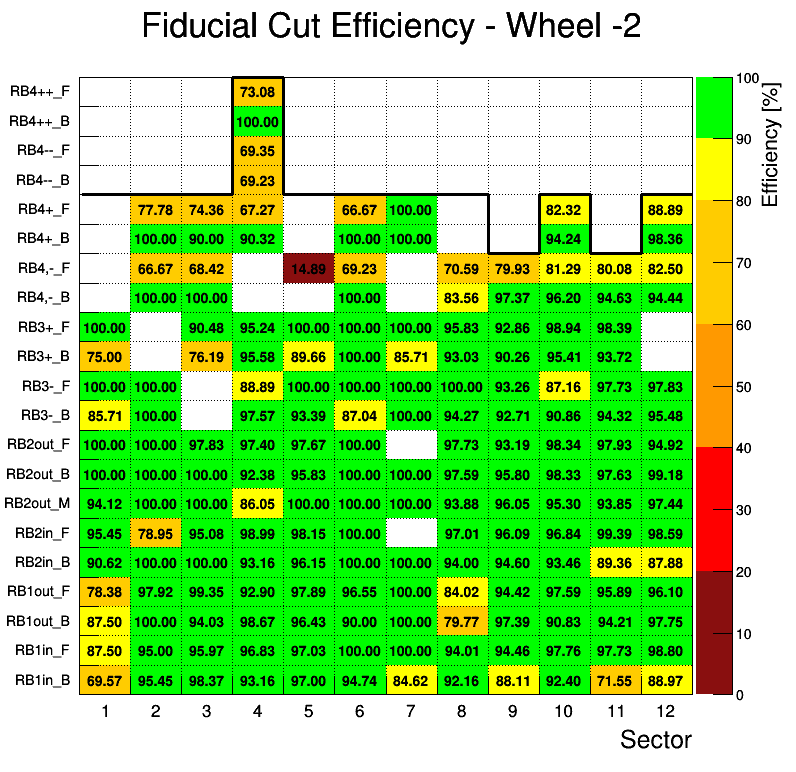 Fiducial Cut Efficiency - Wheel -2
RB4++_F 73.08
RB4++_B 100.00
RB4--_F 69.35
RB4--_B 69.23
RB4+_F 77.78 74.36 67.27 66.67 100.00 82.32 88.89
RB4+_B 100.00 90.00 90.32 100.00 100.00 94.24 98.36
RB4,-_F 66.67 68.42 14.89 69.23 70.59 79.93 81.29 80.08 82.50
RB4,-_B 100.00 100.00 100.00 83.56 97.37 96.20 94.63 94.44
RB3+_F 100.00 90.48 95.24 100.00 100.00 100.00 95.83 92.86 98.94 98.39
RB3+_B 75.00 76.19 95.58 89.66 100.00 85.71 93.03 90.26 95.41 93.72
RB3-_F 100.00 100.00 88.89 100.00 100.00 100.00 100.00 93.26 87.16 97.73 97.83
RB3-_B 85.71 100.00 97.57 93.39 87.04 100.00 94.27 92.71 90.86 94.32 95.48
RB2out_F 100.00 100.00 97.83 97.40 97.67 100.00 97.73 93.19 98.34 97.93 94.92
RB2out_B 100.00 100.00 100.00 92.38 95.83 100.00 100.00 97.59 95.80 98.33 97.63 99.18
RB2out_M 94.12 100.00 100.00 86.05 100.00 100.00 100.00 93.88 96.05 95.30 93.85 97.44
RB2in_F 95.45 78.95 95.08 98.99 98.15 100.00 97.01 96.09 96.84 99.39 98.59
RB2in_B 90.62 100.00 100.00 93.16 96.15 100.00 100.00 94.00 94.60 93.46 89.36 87.88
RB1out_F 78.38 97.92 99.35 92.90 97.89 96.55 100.00 84.02 94.42 97.59 95.89 96.10
RB1out_B 87.50 100.00 94.03 98.67 96.43 90.00 100.00 79.77 97.39 90.83 94.21 97.75
RB1in_F 87.50 95.00 95.97 96.83 97.03 100.00 100.00 94.01 94.46 97.76 97.73 98.80
RB1in_B 69.57 95.45 98.37 93.16 97.00 94.74 84.62 92.16 88.11 92.40 71.55 88.97
1 2 3 4 5 6 7 8 9 10 11 12
Sector
100
90
80
70
60
50
40
30
20
10
0
Efficiency [%]